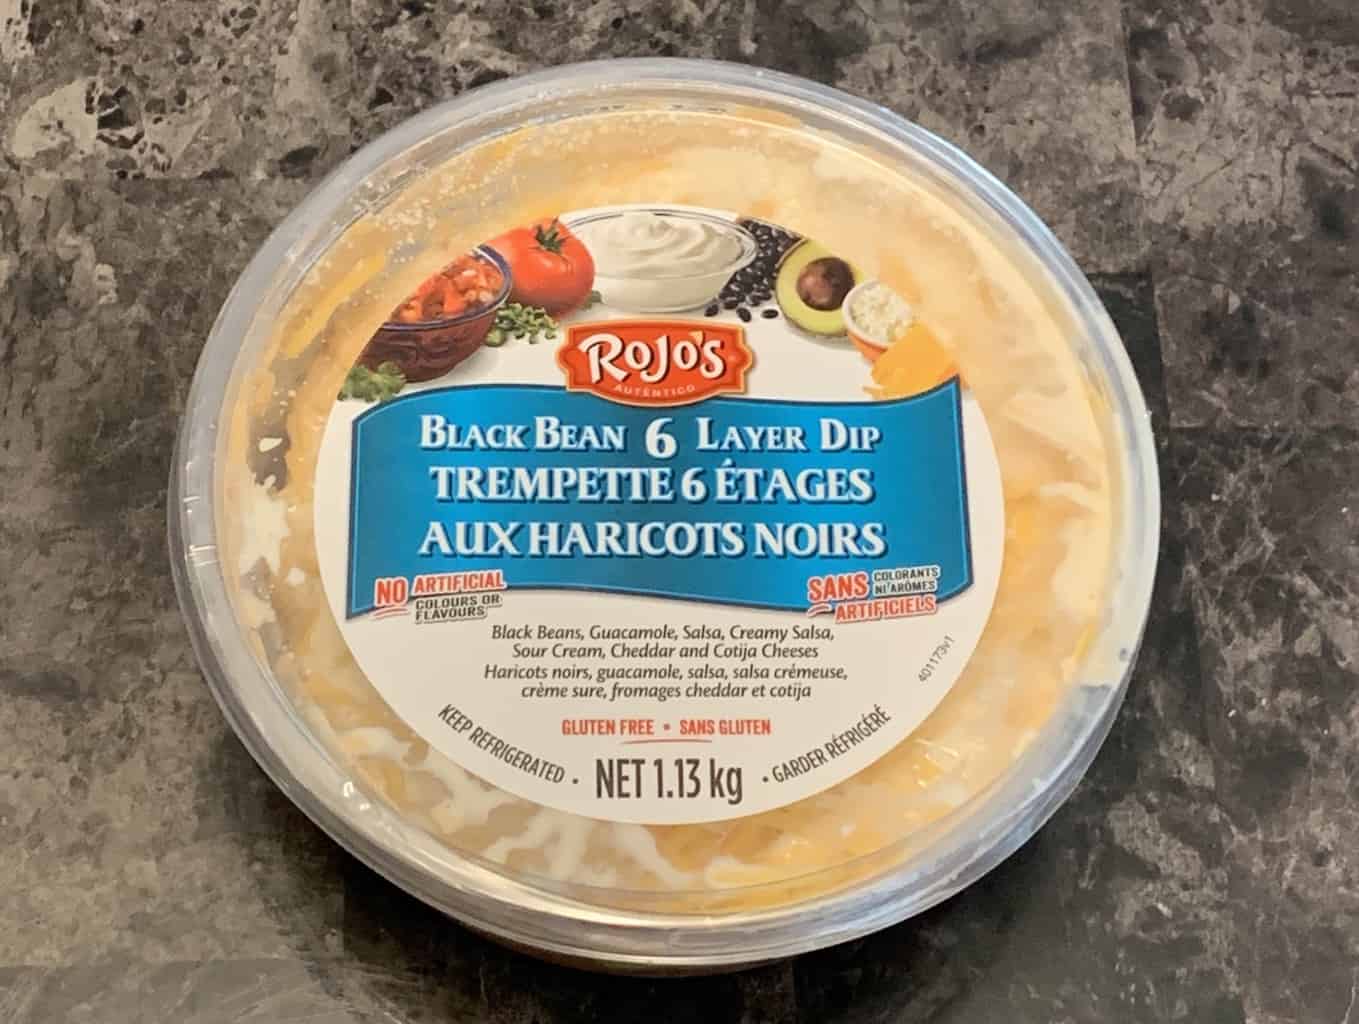 ROJO'S
AUTÉNTICO
BLACK BEAN 6 LAYER DIP
TREMPETTE 6 ÉTAGES
AUX HARICOTS NOIRS
NO ARTIFICIAL
COLOURS OR
FLAVOURS
SANS COLORANTS
NI ARÔMES
ARTIFICIELS
Black Beans, Guacamole, Salsa, Creamy Salsa,
Sour Cream, Cheddar and Cotija Cheeses
Haricots noirs, guacamole, salsa, salsa crémeuse,
crème sure, fromages cheddar et cotija
401173v1
GLUTEN FREE • SANS GLUTEN
KEEP REFRIGERATED • NET 1.13 kg • GARDER RÉFRIGÉRÉ